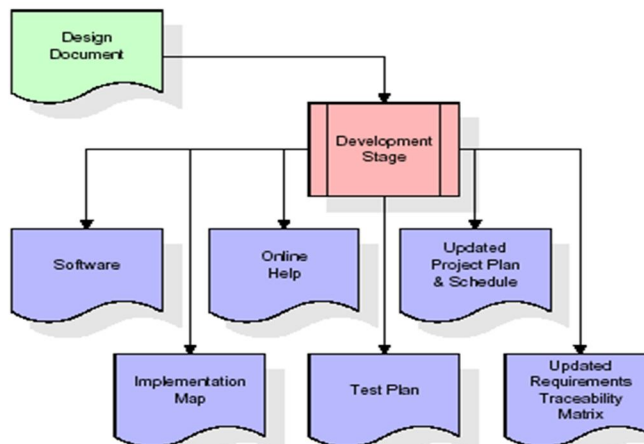 Design
Document
Development
Stage
Software
Online
Help
Updated
Project Plan
& Schedule
Implementation
Map
Test Plan
Updated
Requirements
Traceability
Matrix